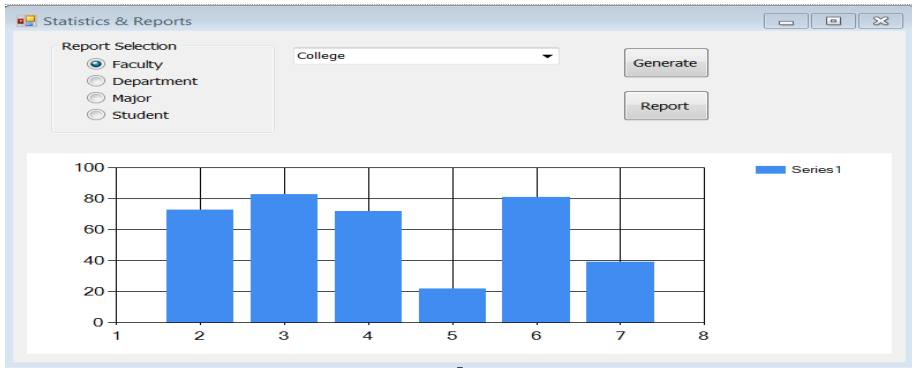 Statistics & Reports
Report Selection
Faculty
Department
Major
Student
College
Generate
Report
100
80
60
40
20
0
1 2 3 4 5 6 7 8
Series1